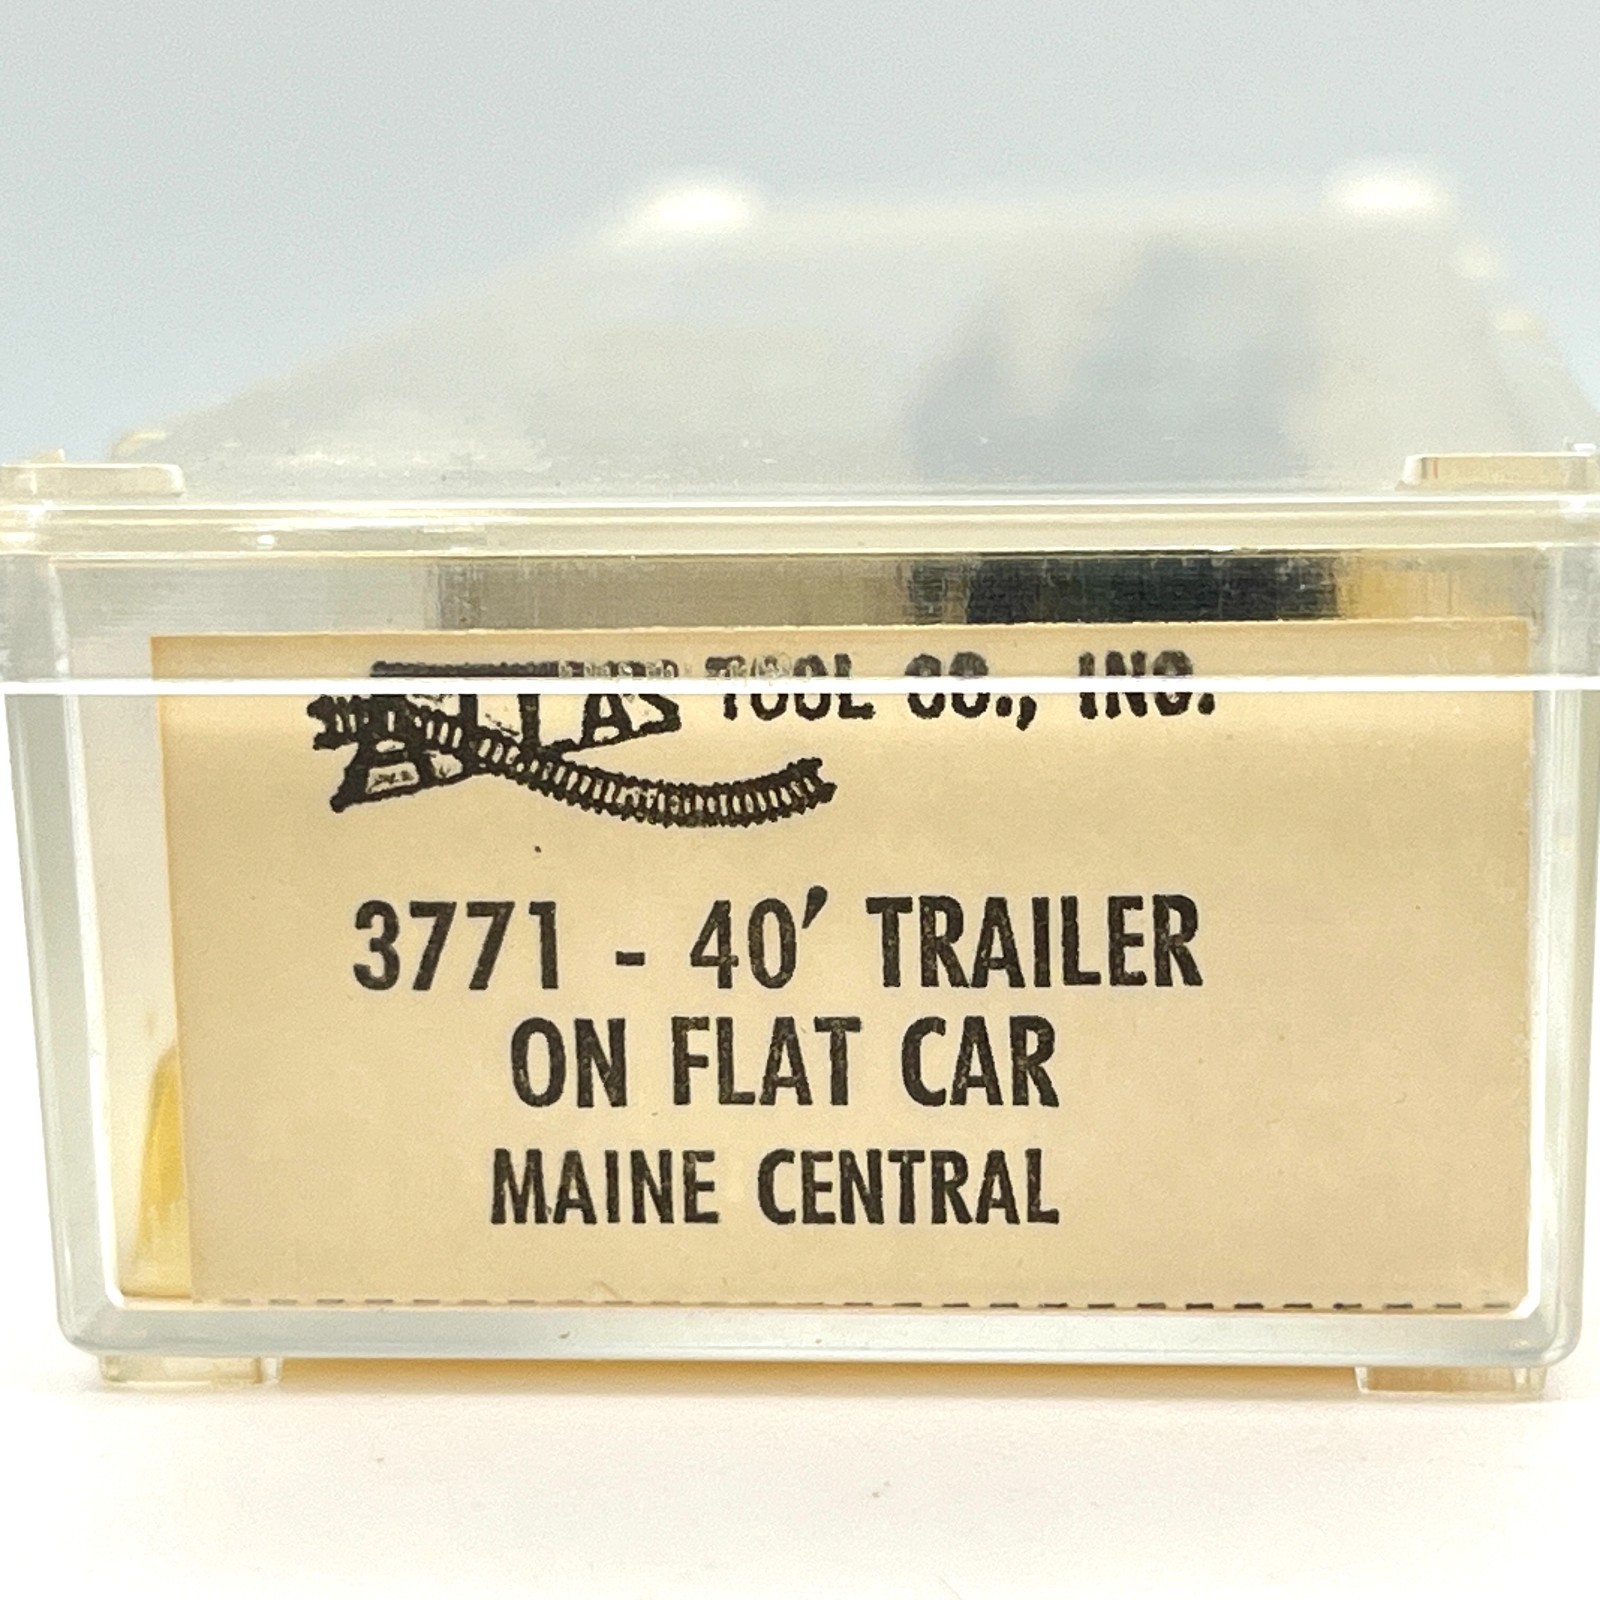 ATLAS TOOL CO., INC.
3771 - 40' TRAILER
ON FLAT CAR
MAINE CENTRAL